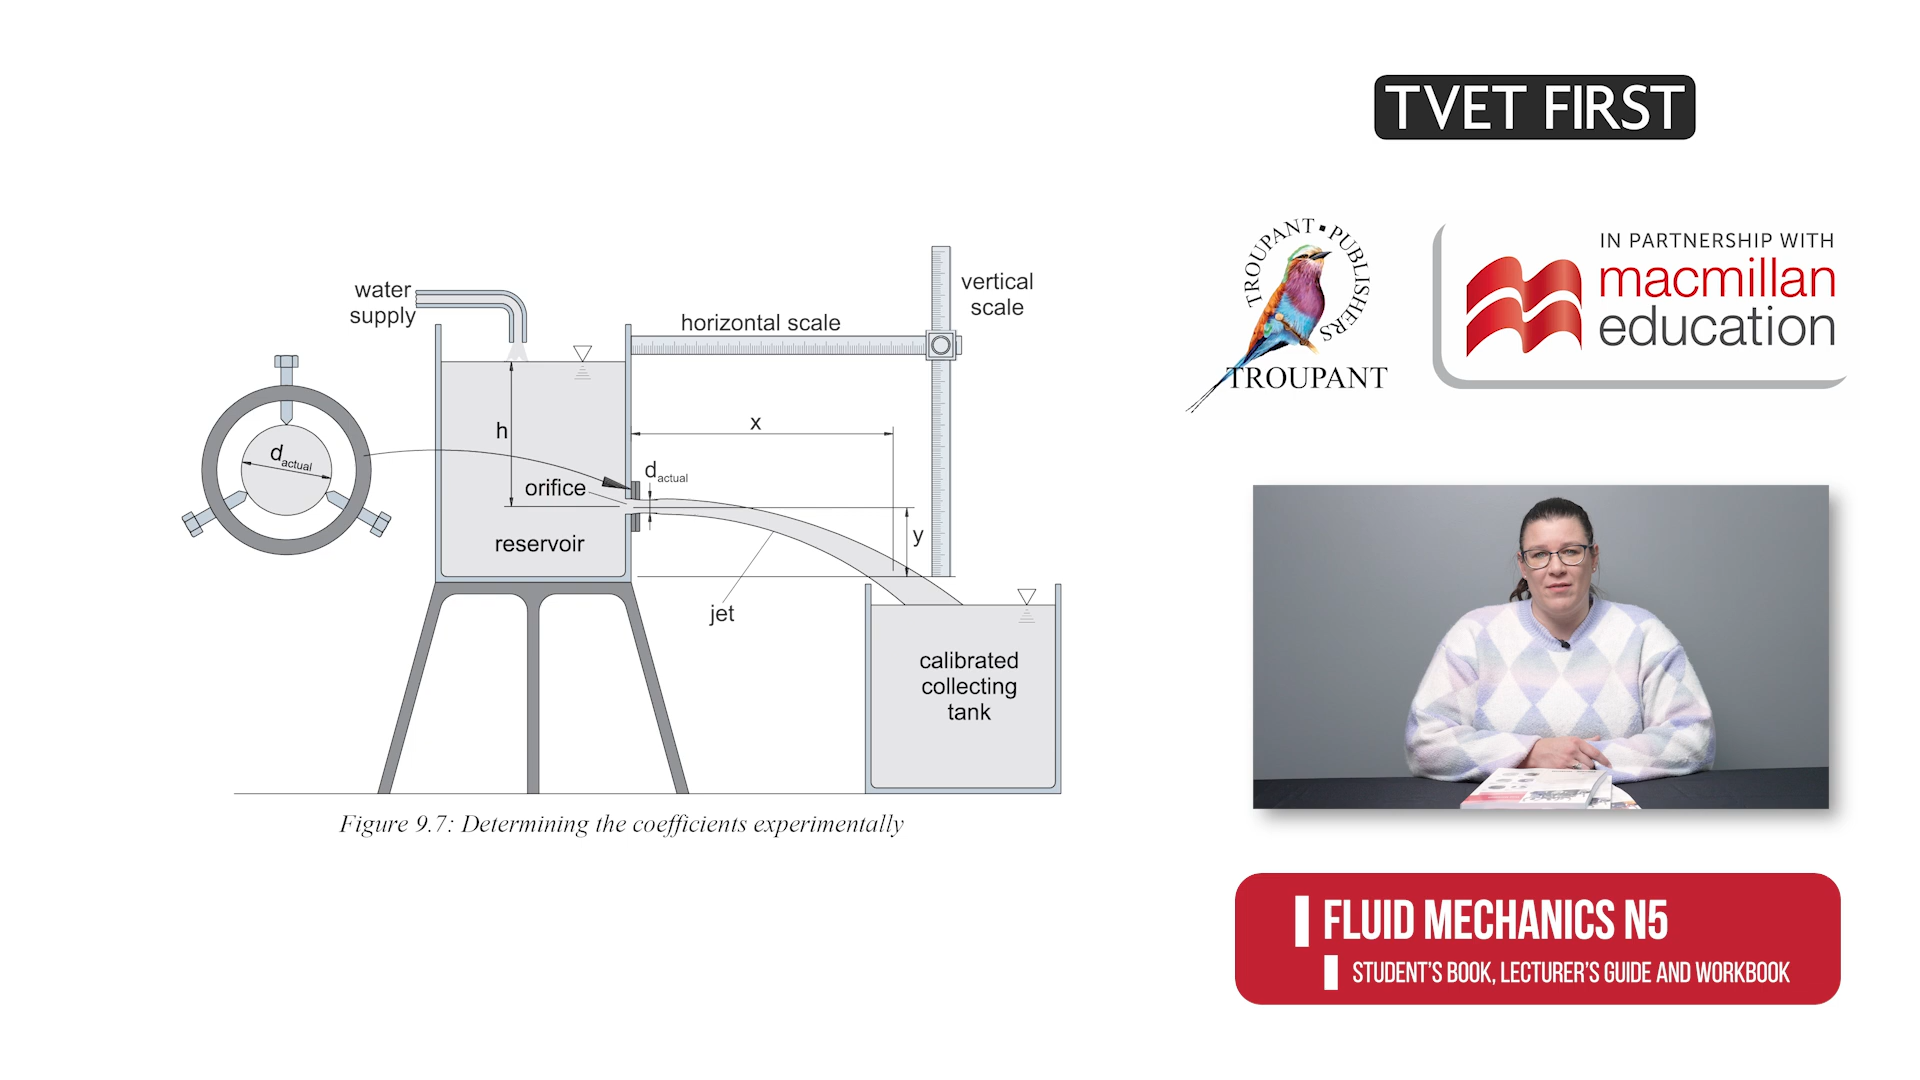 TVET FIRST
TROUPANT • PUBLISHERS
TROUPANT
IN PARTNERSHIP WITH
macmillan
education
water
supply
horizontal scale
vertical
scale
h
x
d actual
d actual
orifice
y
reservoir
jet
calibrated
collecting
tank
Figure 9.7: Determining the coefficients experimentally
FLUID MECHANICS N5
STUDENT'S BOOK, LECTURER'S GUIDE AND WORKBOOK